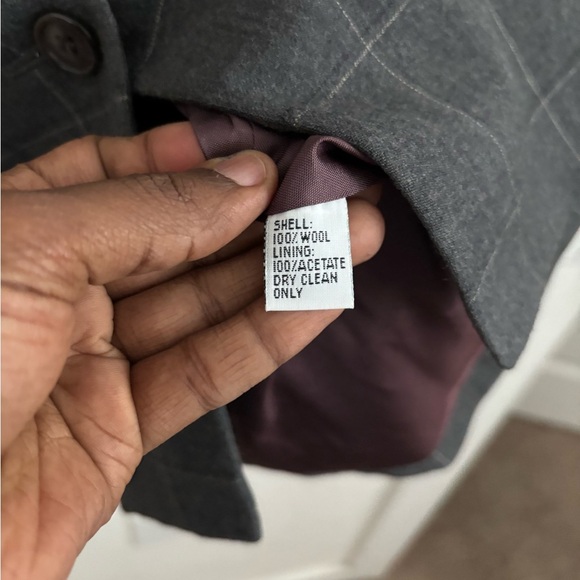 SHELL:
100% WOOL
LINING:
100% ACETATE
DRY CLEAN
ONLY